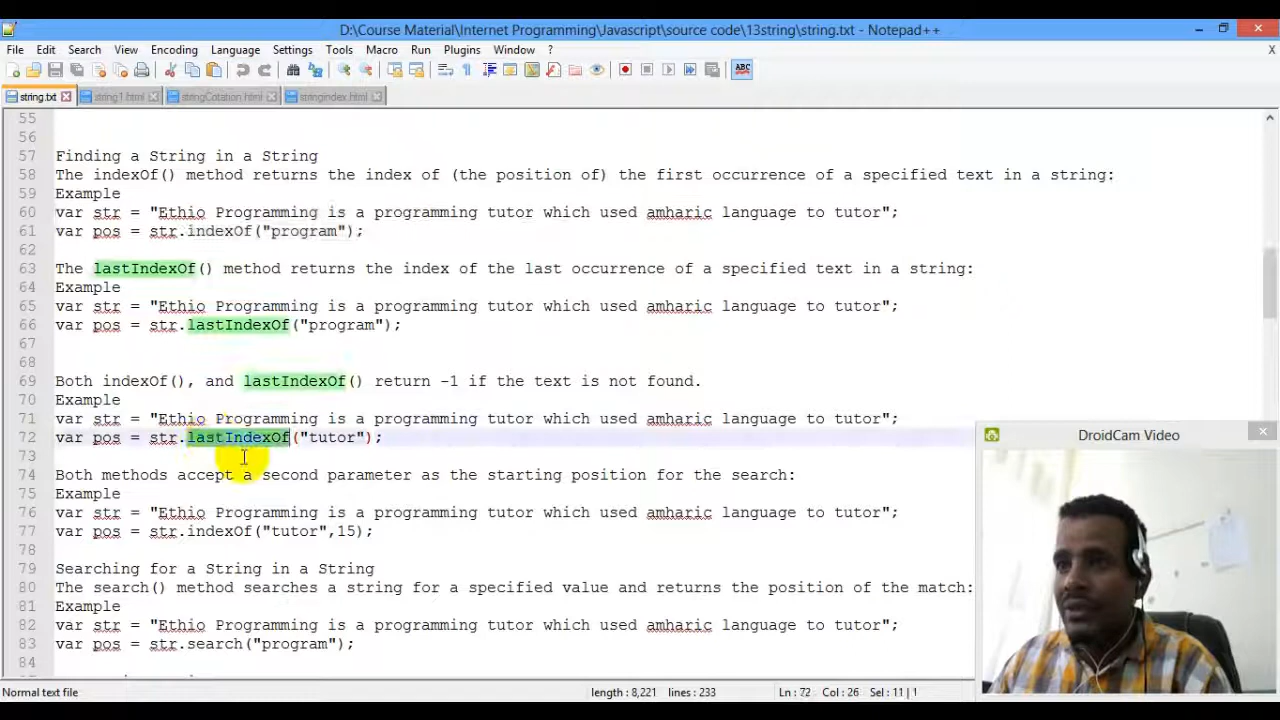 D:\Course Material\Internet Programming\Javascript\source code\13string\string.txt - Notepad++
File Edit Search View Encoding Language Settings Tools Macro Run Plugins Window ? X
ABC
string.txt string1.html stringCotation.html stringindex.html
55
56
57 Finding a String in a String
58 The indexOf() method returns the index of (the position of) the first occurrence of a specified text in a string:
59 Example
60 var str = "Ethio Programming is a programming tutor which used amharic language to tutor";
61 var pos = str.indexOf("program");
62
63 The lastIndexOf() method returns the index of the last occurrence of a specified text in a string:
64 Example
65 var str = "Ethio Programming is a programming tutor which used amharic language to tutor";
66 var pos = str.lastIndexOf("program");
67
68
69 Both indexOf(), and lastIndexOf() return -1 if the text is not found.
70 Example
71 var str = "Ethio Programming is a programming tutor which used amharic language to tutor";
72 var pos = str.lastIndexOf("tutor");
73
74 Both methods accept a second parameter as the starting position for the search:
75 Example
76 var str = "Ethio Programming is a programming tutor which used amharic language to tutor";
77 var pos = str.indexOf("tutor",15);
78
79 Searching for a String in a String
80 The search() method searches a string for a specified value and returns the position of the match:
81 Example
82 var str = "Ethio Programming is a programming tutor which used amharic language to tutor";
83 var pos = str.search("program");
84
DroidCam Video
Normal text file length : 8,221 lines : 233 Ln : 72 Col : 26 Sel : 11 | 1